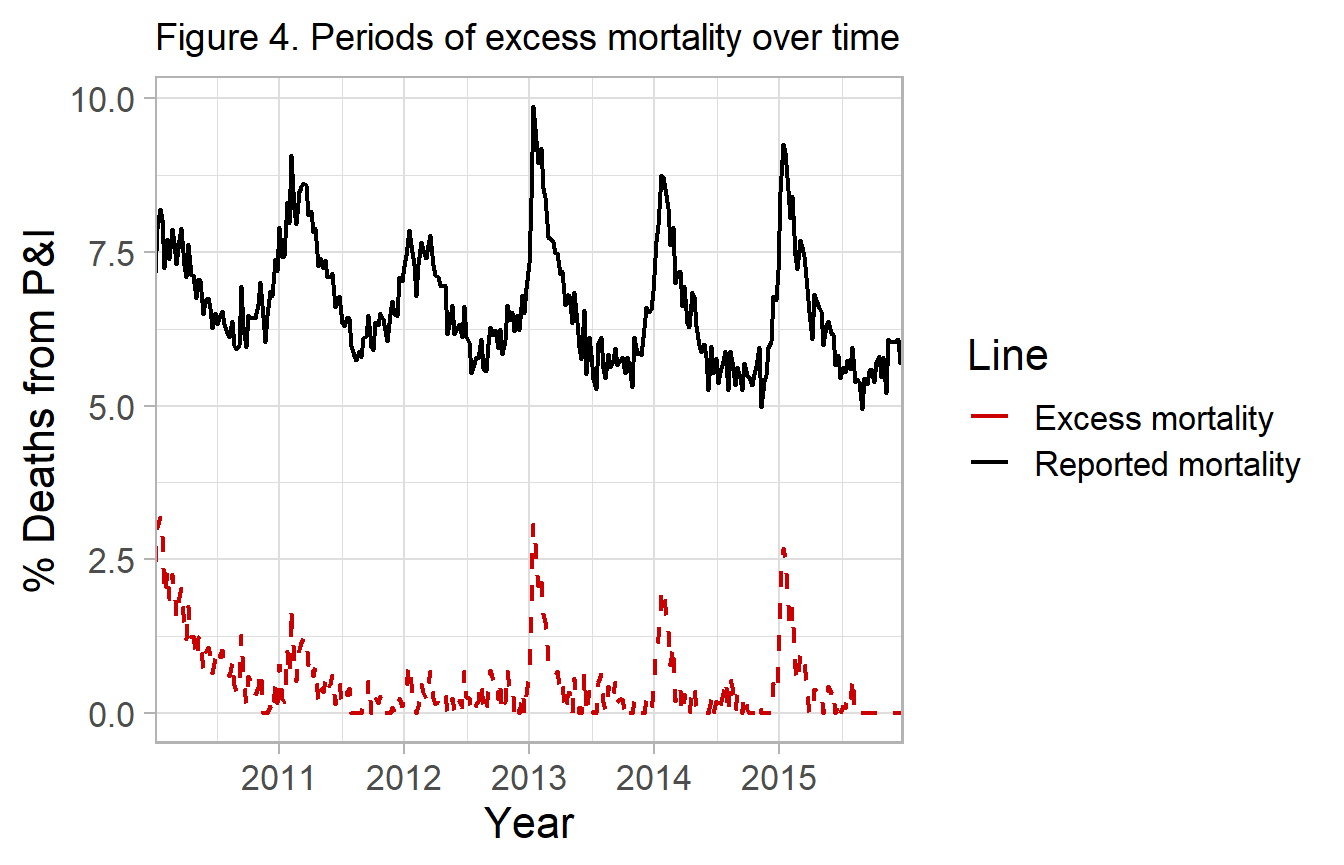 Figure 4. Periods of excess mortality over time
10.0
7.5
5.0
2.5
0.0
% Deaths from P&I
2011 2012 2013 2014 2015
Year
Line
Excess mortality
Reported mortality